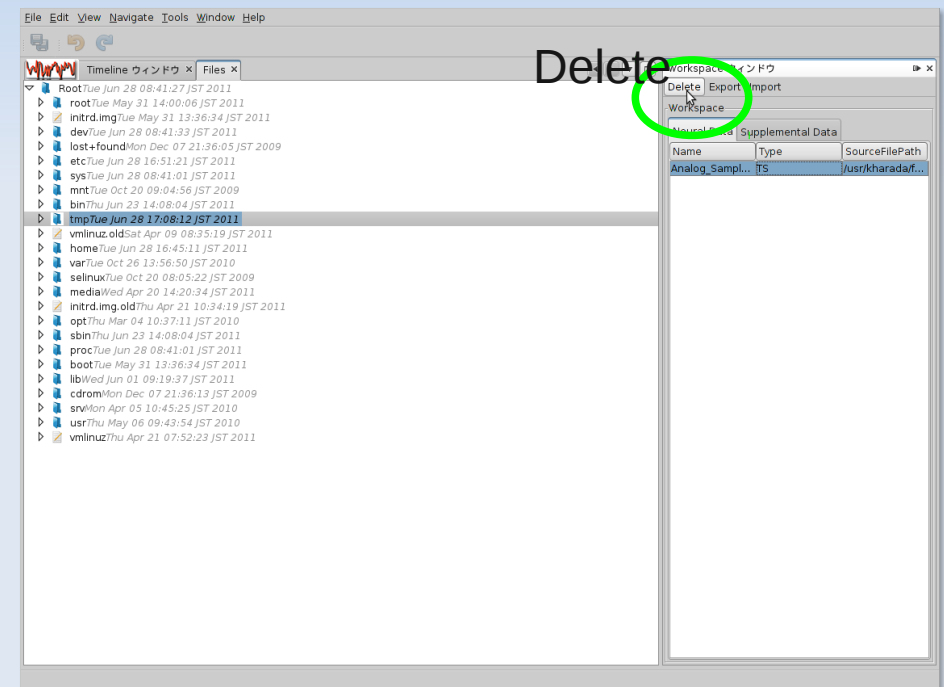 File Edit View Navigate Tools Window Help
Delete
Timeline ウィンドウ × Files ×
Workspace ウィンドウ
Delete Export Import
Workspace
Neural Data Supplemental Data
Name Type SourceFilePath
Analog_Sampl... TS /usr/kharada/f...
RootTue Jun 28 08:41:27 JST 2011
rootTue May 31 14:00:06 JST 2011
initrd.imgTue May 31 13:36:34 JST 2011
devTue Jun 28 08:41:33 JST 2011
lost+foundMon Dec 07 21:36:05 JST 2009
etcTue Jun 28 16:51:21 JST 2011
sysTue Jun 28 08:41:01 JST 2011
mntTue Oct 20 09:04:56 JST 2009
binThu Jun 23 14:08:04 JST 2011
tmpTue Jun 28 17:08:12 JST 2011
vmlinuz.oldSat Apr 09 08:35:19 JST 2011
homeTue Jun 28 16:45:11 JST 2011
varTue Oct 26 13:56:50 JST 2010
selinuxTue Oct 20 08:05:22 JST 2009
mediaWed Apr 20 14:20:34 JST 2011
initrd.img.oldThu Apr 21 10:34:19 JST 2011
optThu Mar 04 10:37:11 JST 2010
sbinThu Jun 23 14:08:04 JST 2011
procTue Jun 28 08:41:01 JST 2011
bootTue May 31 13:36:34 JST 2011
libWed Jun 01 09:19:37 JST 2011
cdromMon Dec 07 21:36:13 JST 2009
srvMon Apr 05 10:45:25 JST 2010
usrThu May 06 09:43:54 JST 2010
vmlinuzThu Apr 21 07:52:23 JST 2011